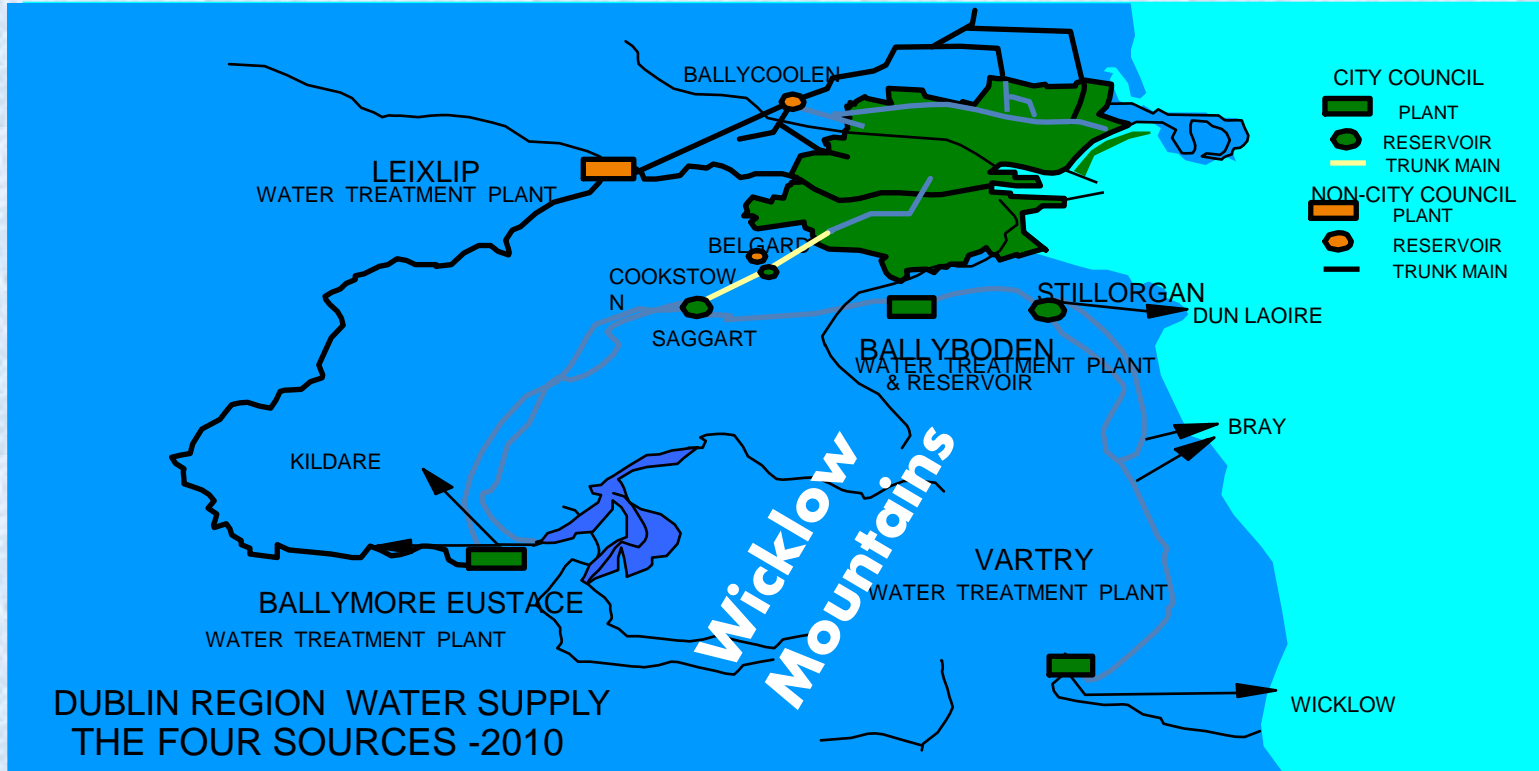 BALLYCOOLEN
CITY COUNCIL
PLANT
RESERVOIR
TRUNK MAIN
NON-CITY COUNCIL
PLANT
RESERVOIR
TRUNK MAIN
LEIXLIP
WATER TREATMENT PLANT
BELGARD
COOKSTOW
N
SAGGART
STILLORGAN
DUN LAOIRE
BALLYBODEN
WATER TREATMENT PLANT
& RESERVOIR
BRAY
KILDARE
Wicklow
Mountains
VARTRY
WATER TREATMENT PLANT
BALLYMORE EUSTACE
WATER TREATMENT PLANT
WICKLOW
DUBLIN REGION WATER SUPPLY
THE FOUR SOURCES -2010